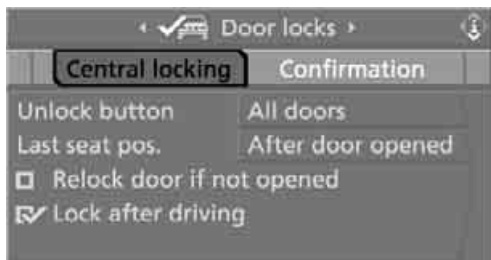 Door locks
Central locking Confirmation
Unlock button All doors
Last seat pos. After door opened
Relock door if not opened
Lock after driving